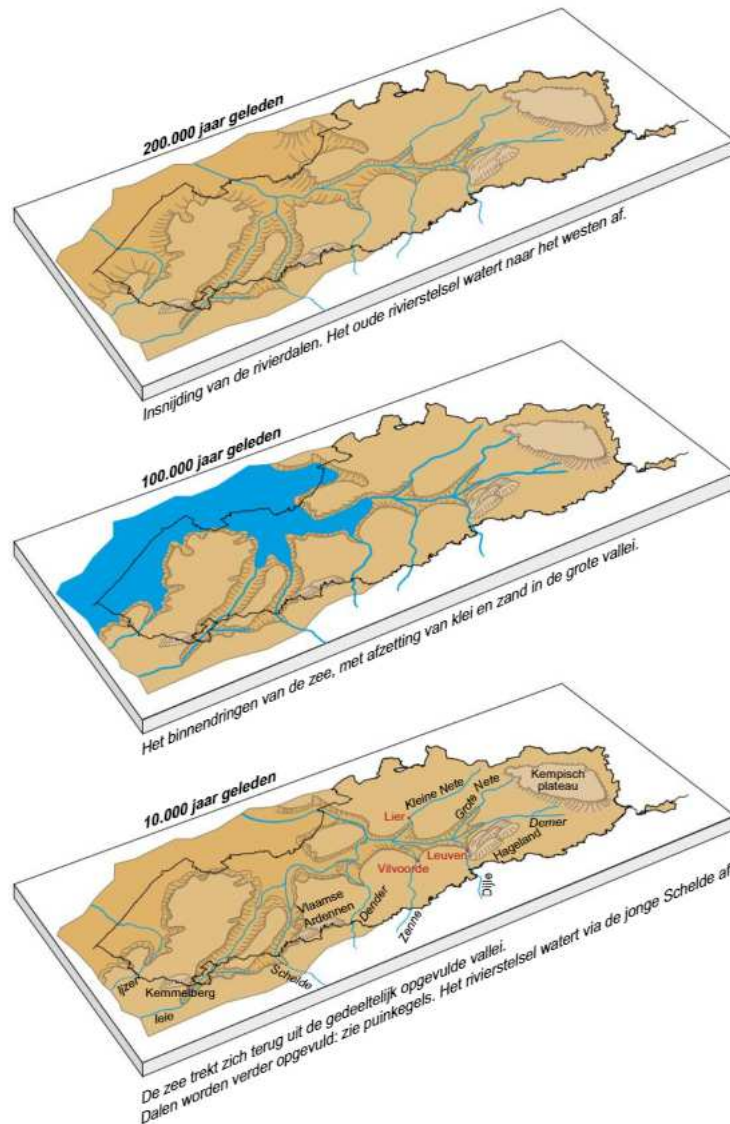 200.000 jaar geleden
Insnijding van de rivierdalen. Het oude rivierstelsel watert naar het westen af.
100.000 jaar geleden
Het binnendringen van de zee, met afzetting van klei en zand in de grote vallei.
10.000 jaar geleden
Kempisch
plateau
Kleine Nete
Grote Nete
Lier
Demer
Hageland
Leuven
Vilvoorde
Dijle
Vlaamse
Ardennen
Dender
Zenne
Schelde
Ijzer
Kemmelberg
leie
De zee trekt zich terug uit de gedeeltelijk opgevulde vallei.
Dalen worden verder opgevuld: zie puinkegels. Het rivierstelsel watert via de jonge Schelde af.